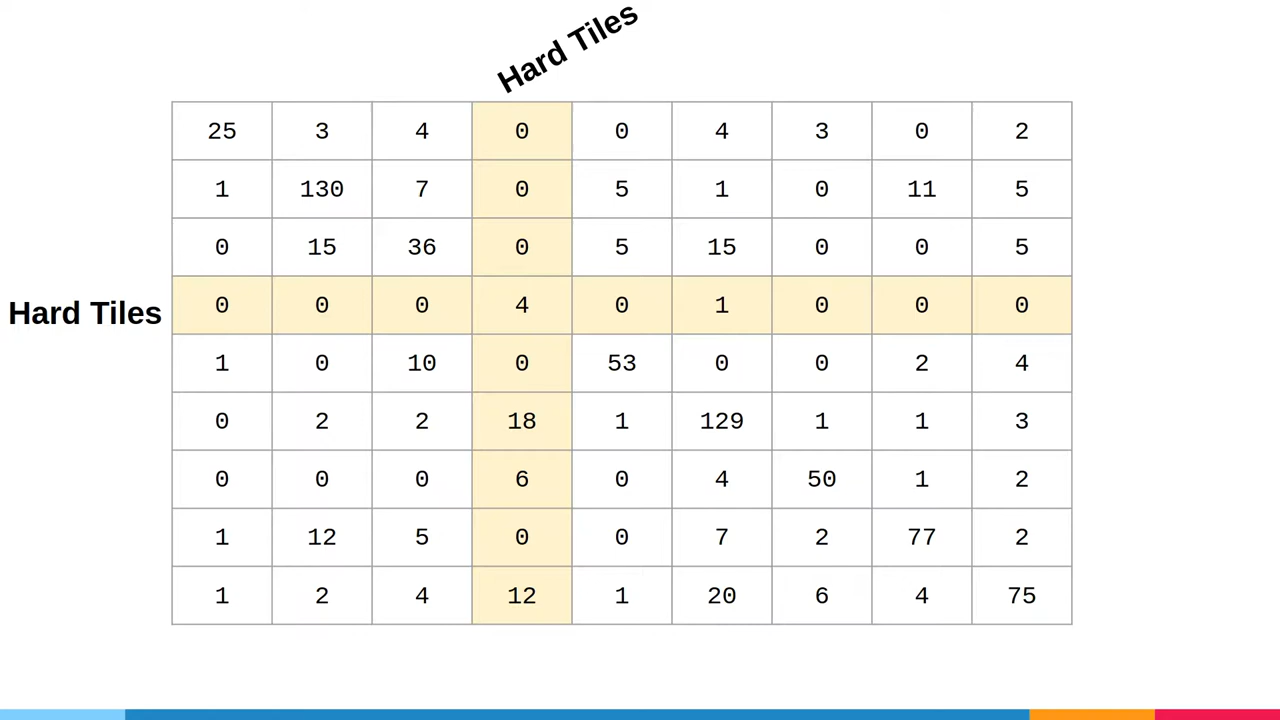 Hard Tiles
25 3 4 0 0 4 3 0 2
1 130 7 0 5 1 0 11 5
0 15 36 0 5 15 0 0 5
Hard Tiles 0 0 0 4 0 1 0 0 0
1 0 10 0 53 0 0 2 4
0 2 2 18 1 129 1 1 3
0 0 0 6 0 4 50 1 2
1 12 5 0 0 7 2 77 2
1 2 4 12 1 20 6 4 75